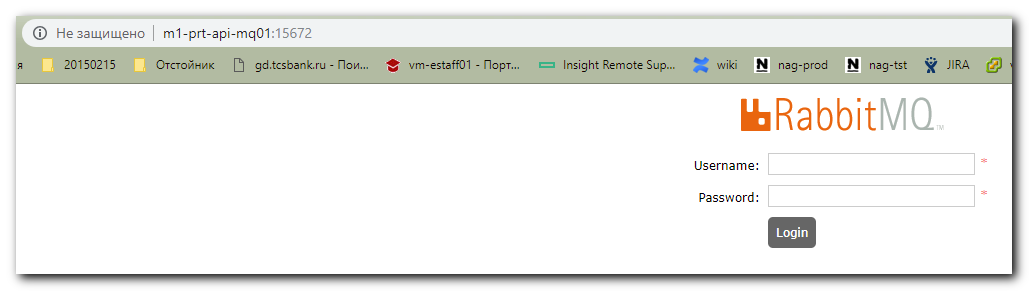 Не защищено m1-prt-api-mq01:15672
я 20150215 Отстойник gd.tcsbank.ru - Пои... vm-estaff01 - Порт... Insight Remote Sup... wiki nag-prod nag-tst JIRA
RabbitMQ™
Username: *
Password: *
Login